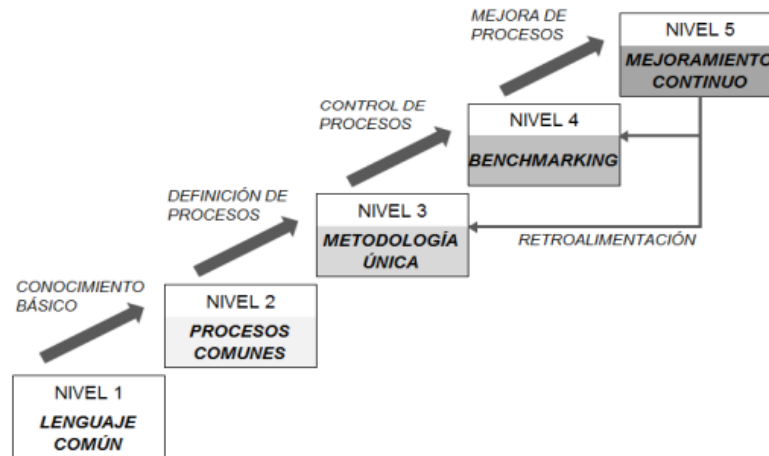 MEJORA DE
PROCESOS
NIVEL 5
MEJORAMIENTO
CONTINUO
CONTROL DE
PROCESOS
NIVEL 4
BENCHMARKING
DEFINICIÓN DE
PROCESOS
NIVEL 3
METODOLOGÍA
ÚNICA
RETROALIMENTACIÓN
CONOCIMIENTO
BÁSICO
NIVEL 2
PROCESOS
COMUNES
NIVEL 1
LENGUAJE
COMÚN